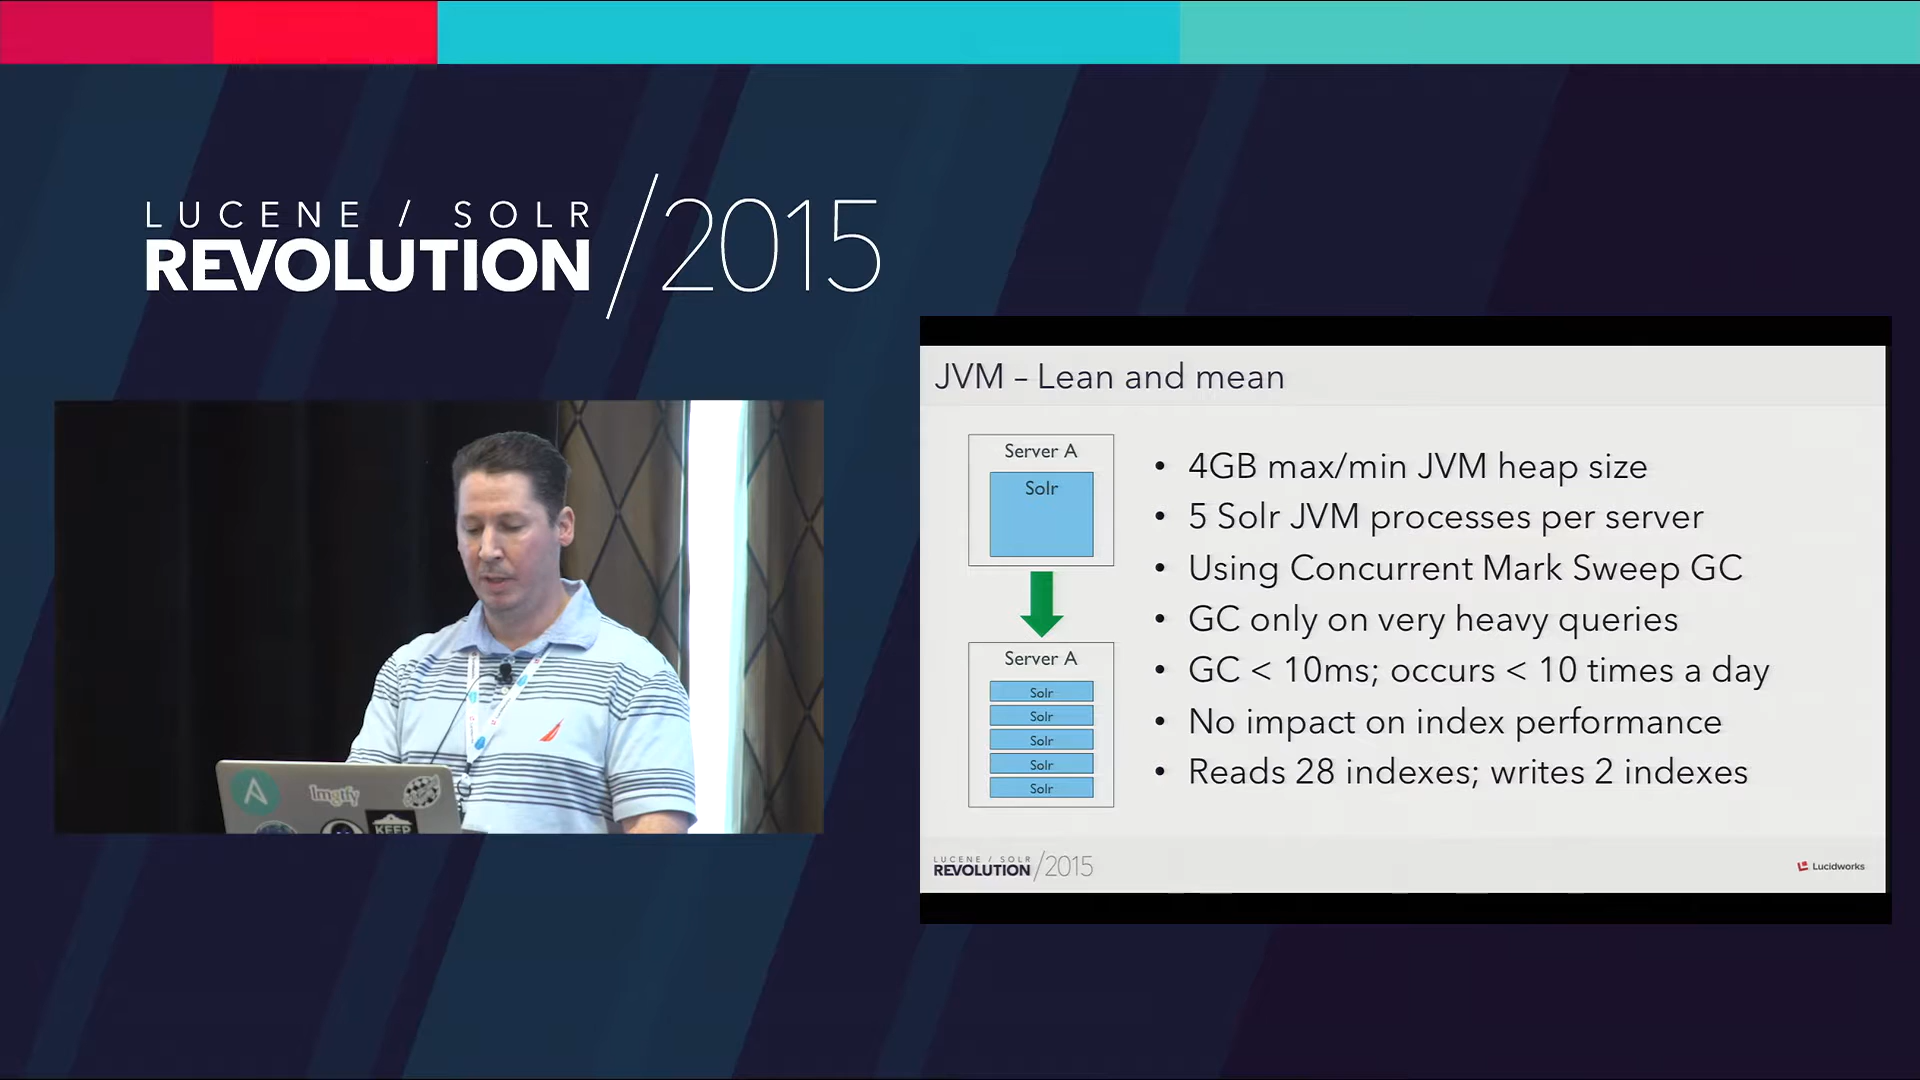 LUCENE / SOLR
REVOLUTION /2015
lmgtfy
KEEP
JVM – Lean and mean
Server A
Solr
Server A
Solr
Solr
Solr
Solr
Solr
• 4GB max/min JVM heap size
• 5 Solr JVM processes per server
• Using Concurrent Mark Sweep GC
• GC only on very heavy queries
• GC < 10ms; occurs < 10 times a day
• No impact on index performance
• Reads 28 indexes; writes 2 indexes
LUCENE / SOLR
REVOLUTION /2015
Lucidworks